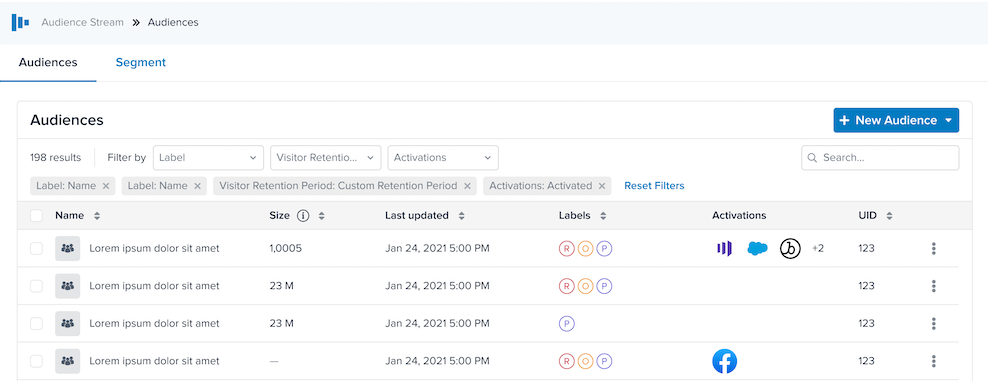 Audience Stream » Audiences
Audiences Segment
Audiences + New Audience
198 results Filter by Label Visitor Retentio... Activations Search...
Label: Name × Label: Name × Visitor Retention Period: Custom Retention Period × Activations: Activated × Reset Filters
Name Size i Last updated Labels Activations UID
Lorem ipsum dolor sit amet 1,0005 Jan 24, 2021 5:00 PM R O P b +2 123
Lorem ipsum dolor sit amet 23 M Jan 24, 2021 5:00 PM R O P 123
Lorem ipsum dolor sit amet 23 M Jan 24, 2021 5:00 PM P 123
Lorem ipsum dolor sit amet — Jan 24, 2021 5:00 PM R O P f 123